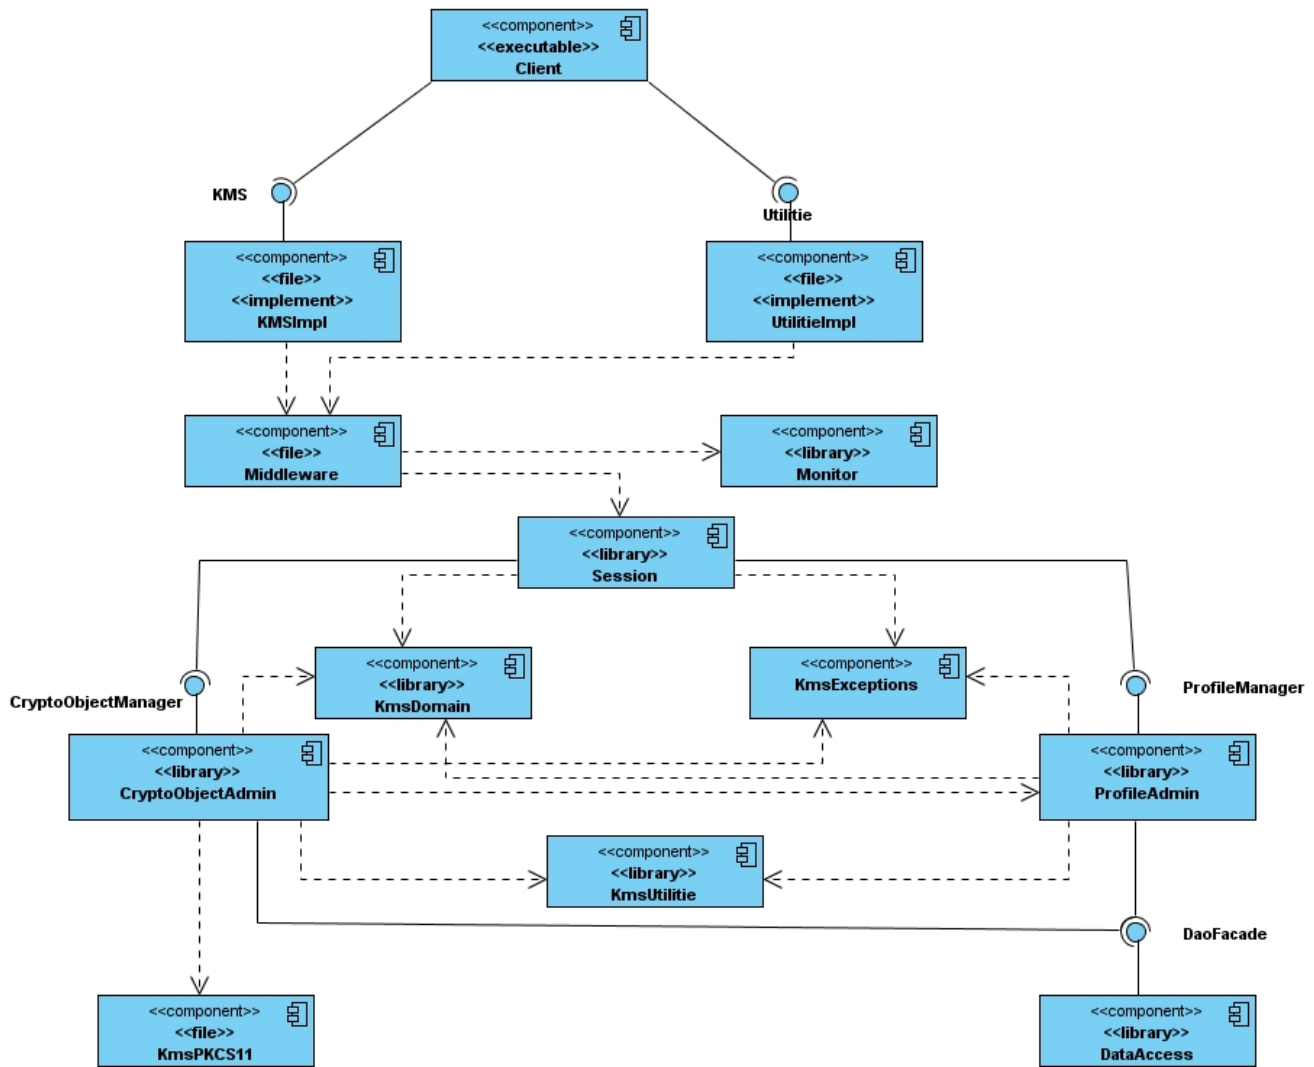 <<component>>
<<executable>>
Client
KMS
Utilitie
<<component>>
<<file>>
<<implement>>
KMSImpl
<<component>>
<<file>>
<<implement>>
UtilitieImpl
<<component>>
<<file>>
Middleware
<<component>>
<<library>>
Monitor
<<component>>
<<library>>
Session
<<component>>
<<library>>
KmsDomain
<<component>>
KmsExceptions
CryptoObjectManager
ProfileManager
<<component>>
<<library>>
CryptoObjectAdmin
<<component>>
<<library>>
ProfileAdmin
<<component>>
<<library>>
KmsUtilitie
DaoFacade
<<component>>
<<file>>
KmsPKCS11
<<component>>
<<library>>
DataAccess